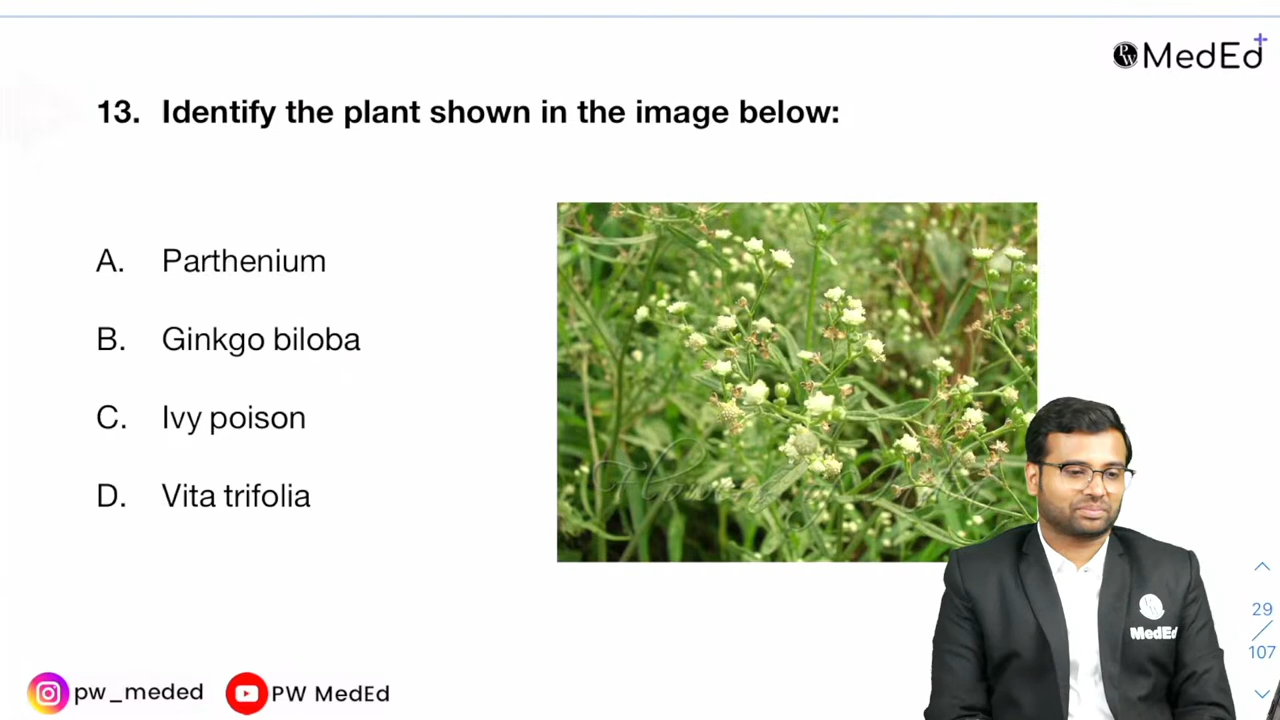 MedEd
13. Identify the plant shown in the image below:
A. Parthenium
B. Ginkgo biloba
C. Ivy poison
D. Vita trifolia
MedEd
29
107
pw_meded
PW MedEd